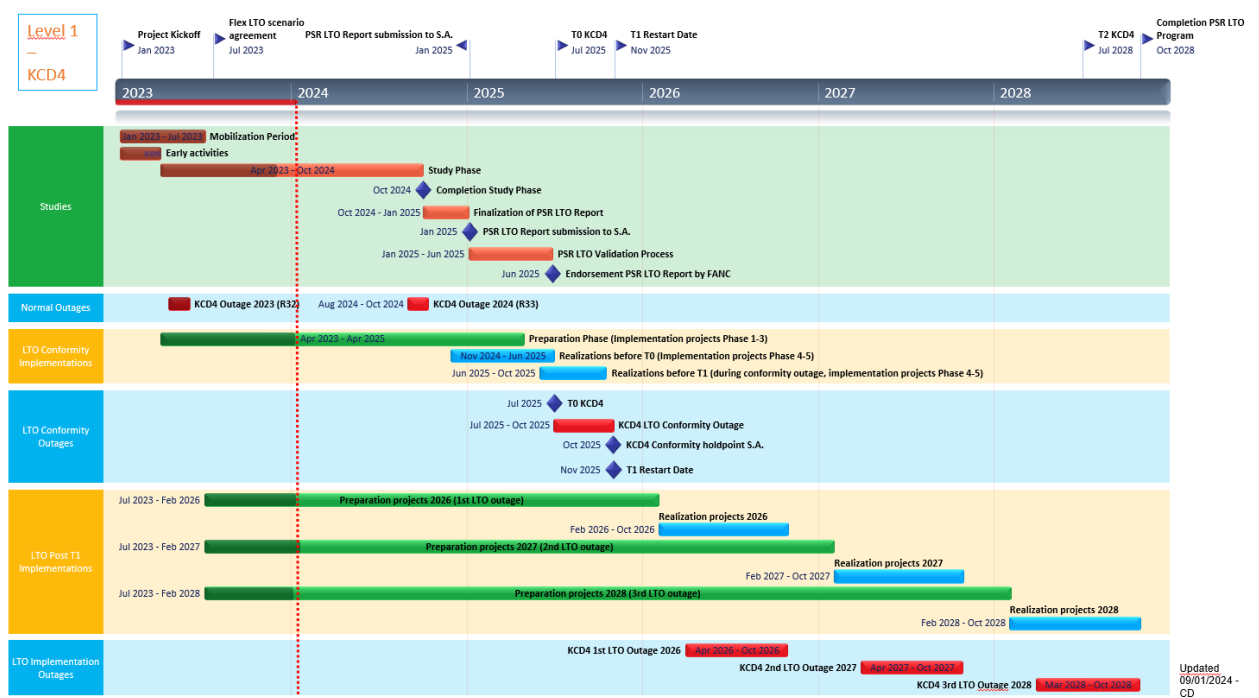 Level 1
–
KCD4
Project Kickoff
Jan 2023
Flex LTO scenario
agreement
Jul 2023
PSR LTO Report submission to S.A.
Jan 2025
T0 KCD4
Jul 2025
T1 Restart Date
Nov 2025
T2 KCD4
Jul 2028
Completion PSR LTO
Program
Oct 2028
2023 2024 2025 2026 2027 2028
Studies
Jan 2023 - Jul 2023 Mobilization Period
Early activities
Apr 2023 - Oct 2024 Study Phase
Oct 2024 Completion Study Phase
Oct 2024 - Jan 2025 Finalization of PSR LTO Report
Jan 2025 PSR LTO Report submission to S.A.
Jan 2025 - Jun 2025 PSR LTO Validation Process
Jun 2025 Endorsement PSR LTO Report by FANC
Normal Outages
KCD4 Outage 2023 (R32) Aug 2024 - Oct 2024 KCD4 Outage 2024 (R33)
LTO Conformity
Implementations
Apr 2023 - Apr 2025 Preparation Phase (Implementation projects Phase 1-3)
Nov 2024 - Jun 2025 Realizations before T0 (Implementation projects Phase 4-5)
Jun 2025 - Oct 2025 Realizations before T1 (during conformity outage, implementation projects Phase 4-5)
LTO Conformity
Outages
Jul 2025 T0 KCD4
Jul 2025 - Oct 2025 KCD4 LTO Conformity Outage
Oct 2025 KCD4 Conformity holdpoint S.A.
Nov 2025 T1 Restart Date
LTO Post T1
Implementations
Jul 2023 - Feb 2026 Preparation projects 2026 (1st LTO outage)
Realization projects 2026
Feb 2026 - Oct 2026
Jul 2023 - Feb 2027 Preparation projects 2027 (2nd LTO outage)
Realization projects 2027
Feb 2027 - Oct 2027
Jul 2023 - Feb 2028 Preparation projects 2028 (3rd LTO outage)
Realization projects 2028
Feb 2028 - Oct 2028
LTO Implementation
Outages
KCD4 1st LTO Outage 2026 Apr 2026 - Oct 2026
KCD4 2nd LTO Outage 2027 Apr 2027 - Oct 2027
KCD4 3rd LTO Outage 2028 Mar 2028 - Oct 2028
Updated
09/01/2024 -
CD